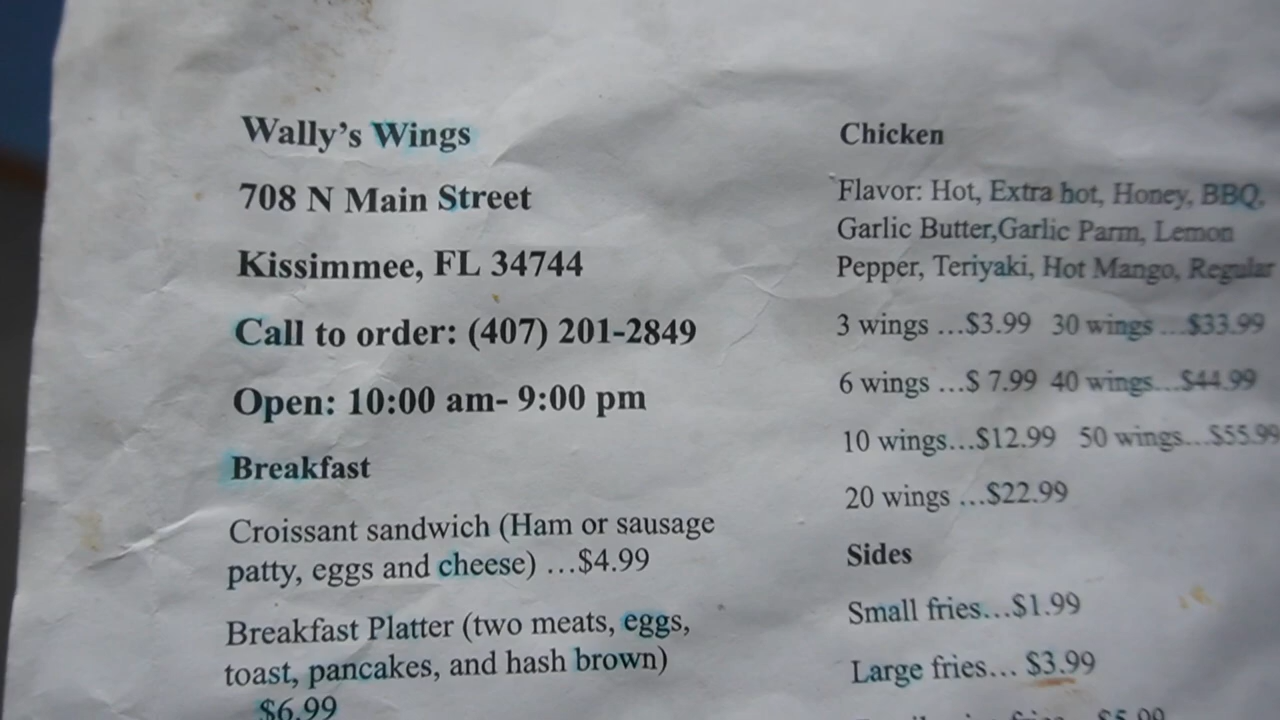 Wally's Wings
708 N Main Street
Kissimmee, FL 34744
Call to order: (407) 201-2849
Open: 10:00 am- 9:00 pm
Breakfast
Croissant sandwich (Ham or sausage
patty, eggs and cheese) ...$4.99
Breakfast Platter (two meats, eggs,
toast, pancakes, and hash brown)
$6.99
Chicken
Flavor: Hot, Extra hot, Honey, BBQ,
Garlic Butter,Garlic Parm, Lemon
Pepper, Teriyaki, Hot Mango, Regular
3 wings ...$3.99 30 wings ...$33.99
6 wings ...$ 7.99 40 wings...$44.99
10 wings...$12.99 50 wings...$55.99
20 wings ...$22.99
Sides
Small fries...$1.99
Large fries... $3.99